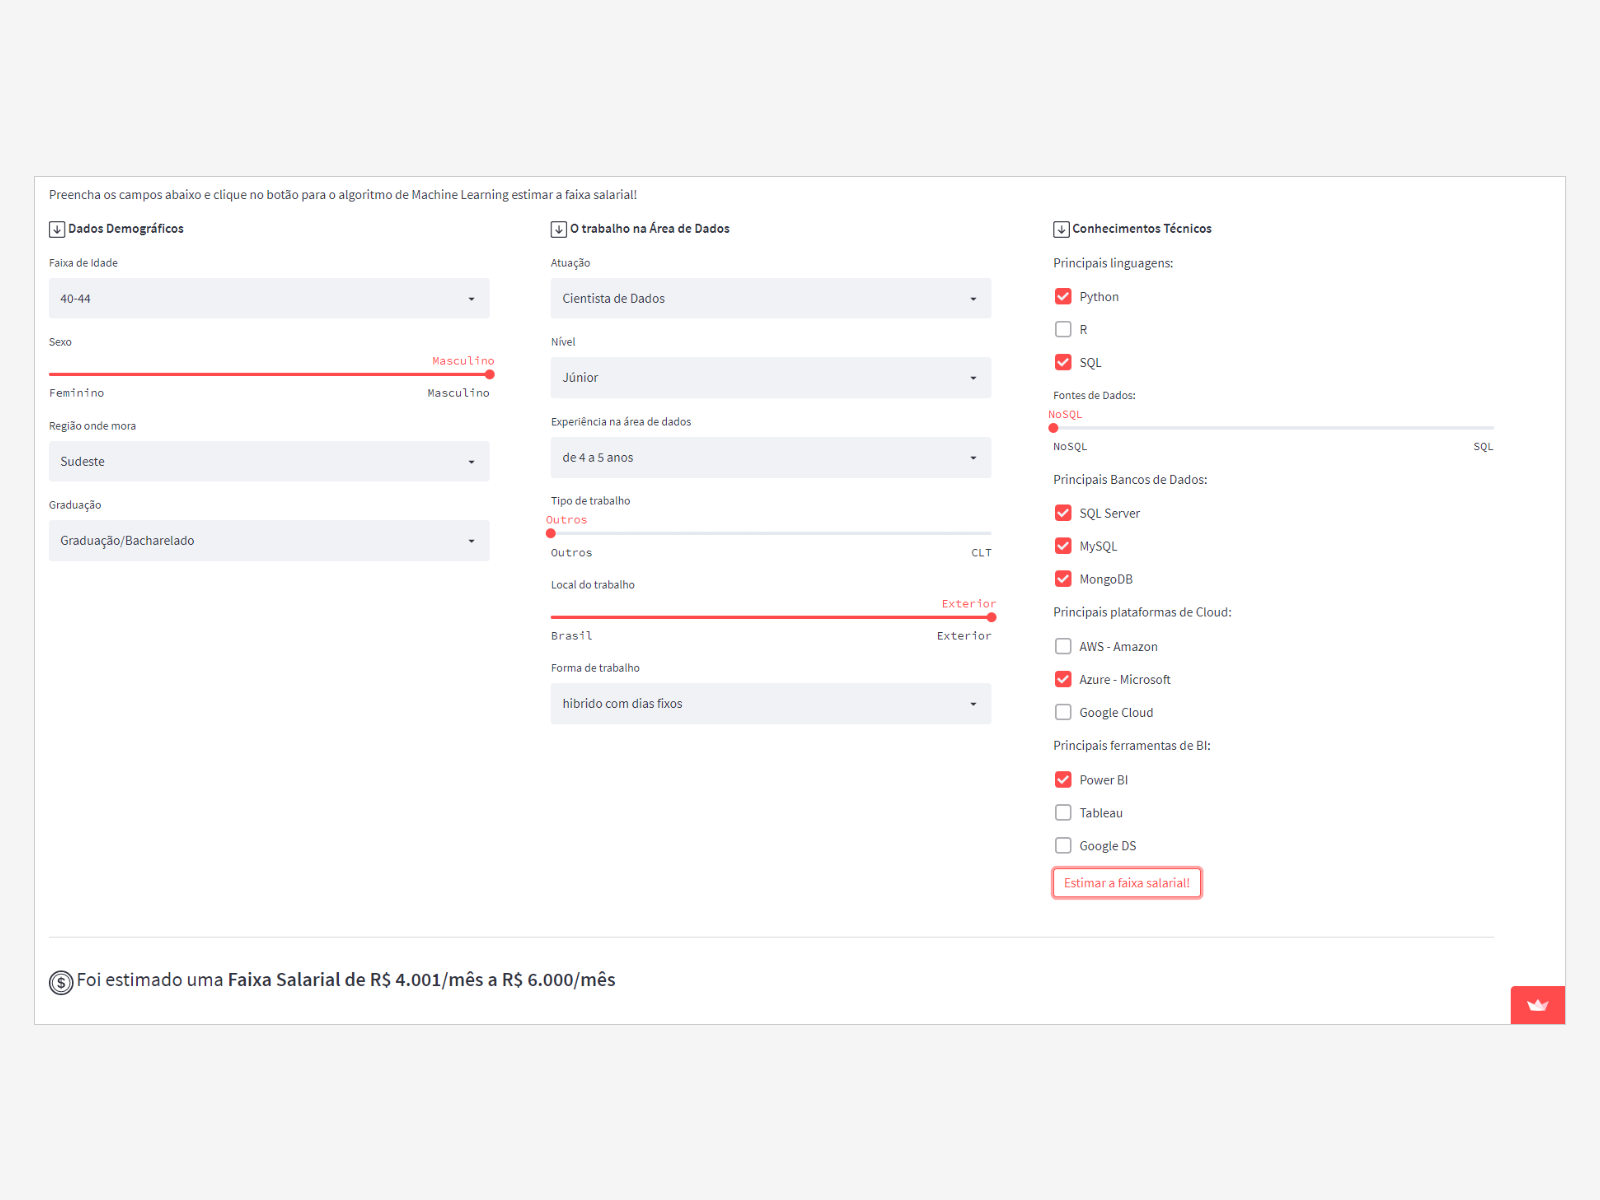 Preencha os campos abaixo e clique no botão para o algoritmo de Machine Learning estimar a faixa salarial!
Dados Demográficos
Faixa de Idade
40-44
Sexo
Masculino
Feminino Masculino
Região onde mora
Sudeste
Graduação
Graduação/Bacharelado
O trabalho na Área de Dados
Atuação
Cientista de Dados
Nível
Júnior
Experiência na área de dados
de 4 a 5 anos
Tipo de trabalho
Outros
Outros CLT
Local do trabalho
Exterior
Brasil Exterior
Forma de trabalho
hibrido com dias fixos
Conhecimentos Técnicos
Principais linguagens:
Python
R
SQL
Fontes de Dados:
NoSQL
NoSQL SQL
Principais Bancos de Dados:
SQL Server
MySQL
MongoDB
Principais plataformas de Cloud:
AWS - Amazon
Azure - Microsoft
Google Cloud
Principais ferramentas de BI:
Power BI
Tableau
Google DS
Estimar a faixa salarial!
Foi estimado uma Faixa Salarial de R$ 4.001/mês a R$ 6.000/mês